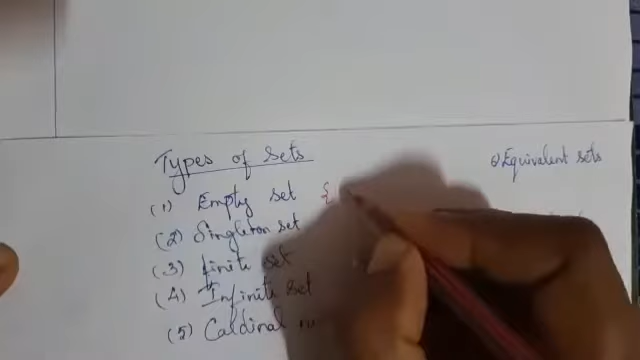 Types of Sets
(1) Empty set {
(2) Singleton set
(3) finite set
(4) Infinite set
(5) Caldinal
6) Equivalent sets